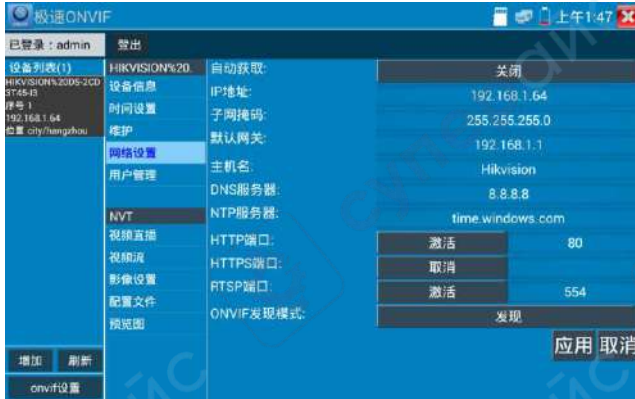 极速ONVIF
上午1:47
已登录：admin
登出
设备列表(1)
HIKVISION%20DS-2CD
3T45-I3
序号 1
192.168.1.64
位置 city/hangzhou
增加
刷新
onvif设置
HIKVISION%20.
设备信息
时间设置
维护
网络设置
用户管理
NVT
视频直播
视频流
影像设置
配置文件
预览图
自动获取:
关闭
IP地址:
192.168.1.64
子网掩码:
255.255.255.0
默认网关:
192.168.1.1
主机名:
Hikvision
DNS服务器:
8.8.8.8
NTP服务器:
time.windows.com
HTTP端口:
激活
80
HTTPS端口:
取消
RTSP端口:
激活
554
ONVIF发现模式:
发现
应用
取消